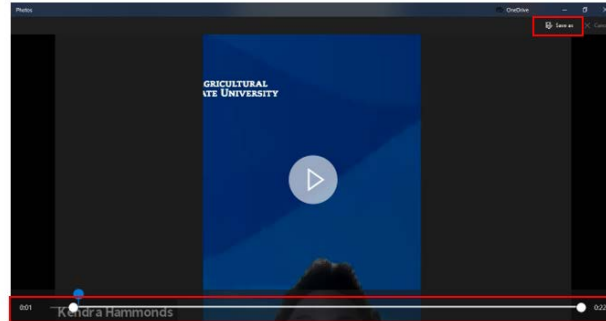 Photos
OneDrive
Save as
GRICULTURAL
ATE UNIVERSITY
0:01
Kendra Hammonds
0:22